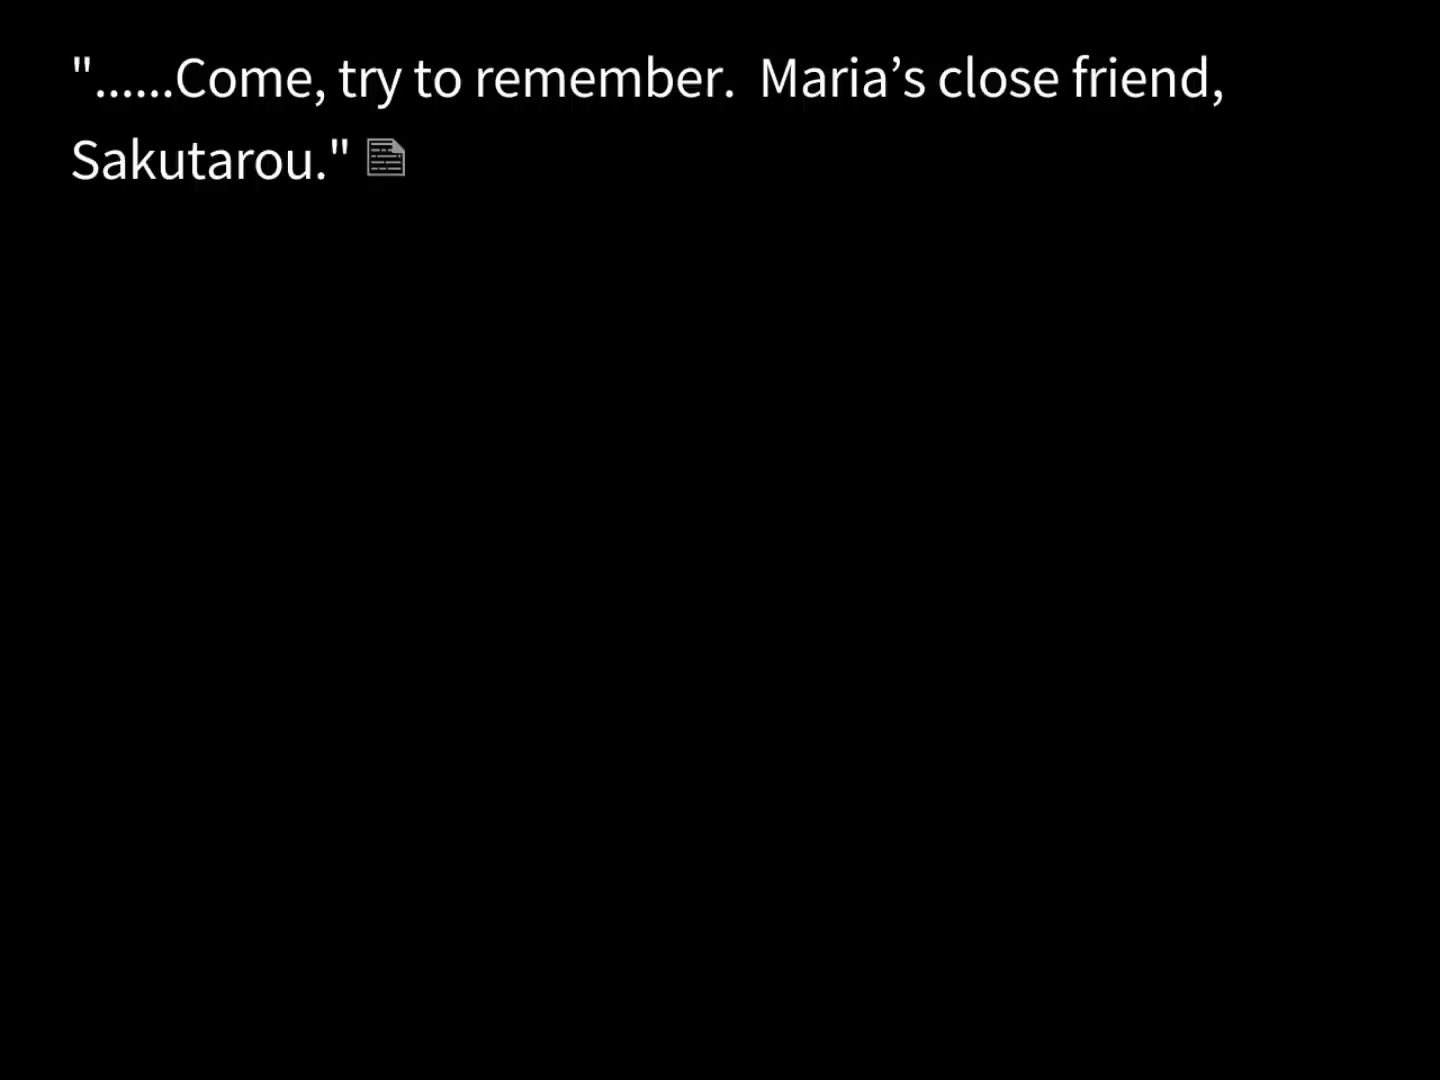 "......Come, try to remember.  Maria’s close friend,
Sakutarou."